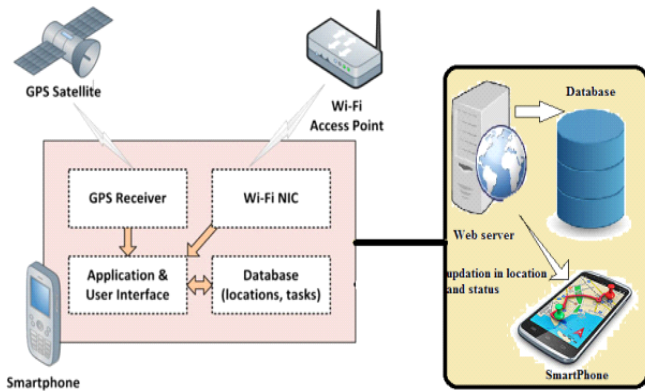 GPS Satellite
Wi-Fi
Access Point
GPS Receiver
Wi-Fi NIC
Application &
User Interface
Database
(locations, tasks)
Smartphone
Database
Web server
updation in location
and status
SmartPhone